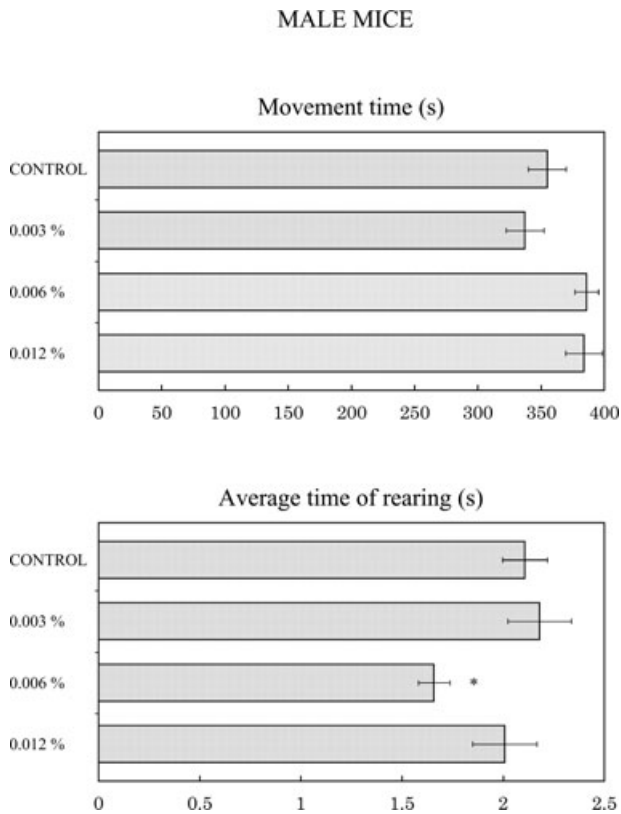 MALE MICE
Movement time (s)
CONTROL
0.003 %
0.006 %
0.012 %
0 50 100 150 200 250 300 350 400
Average time of rearing (s)
CONTROL
0.003 %
0.006 % *
0.012 %
0 0.5 1 1.5 2 2.5